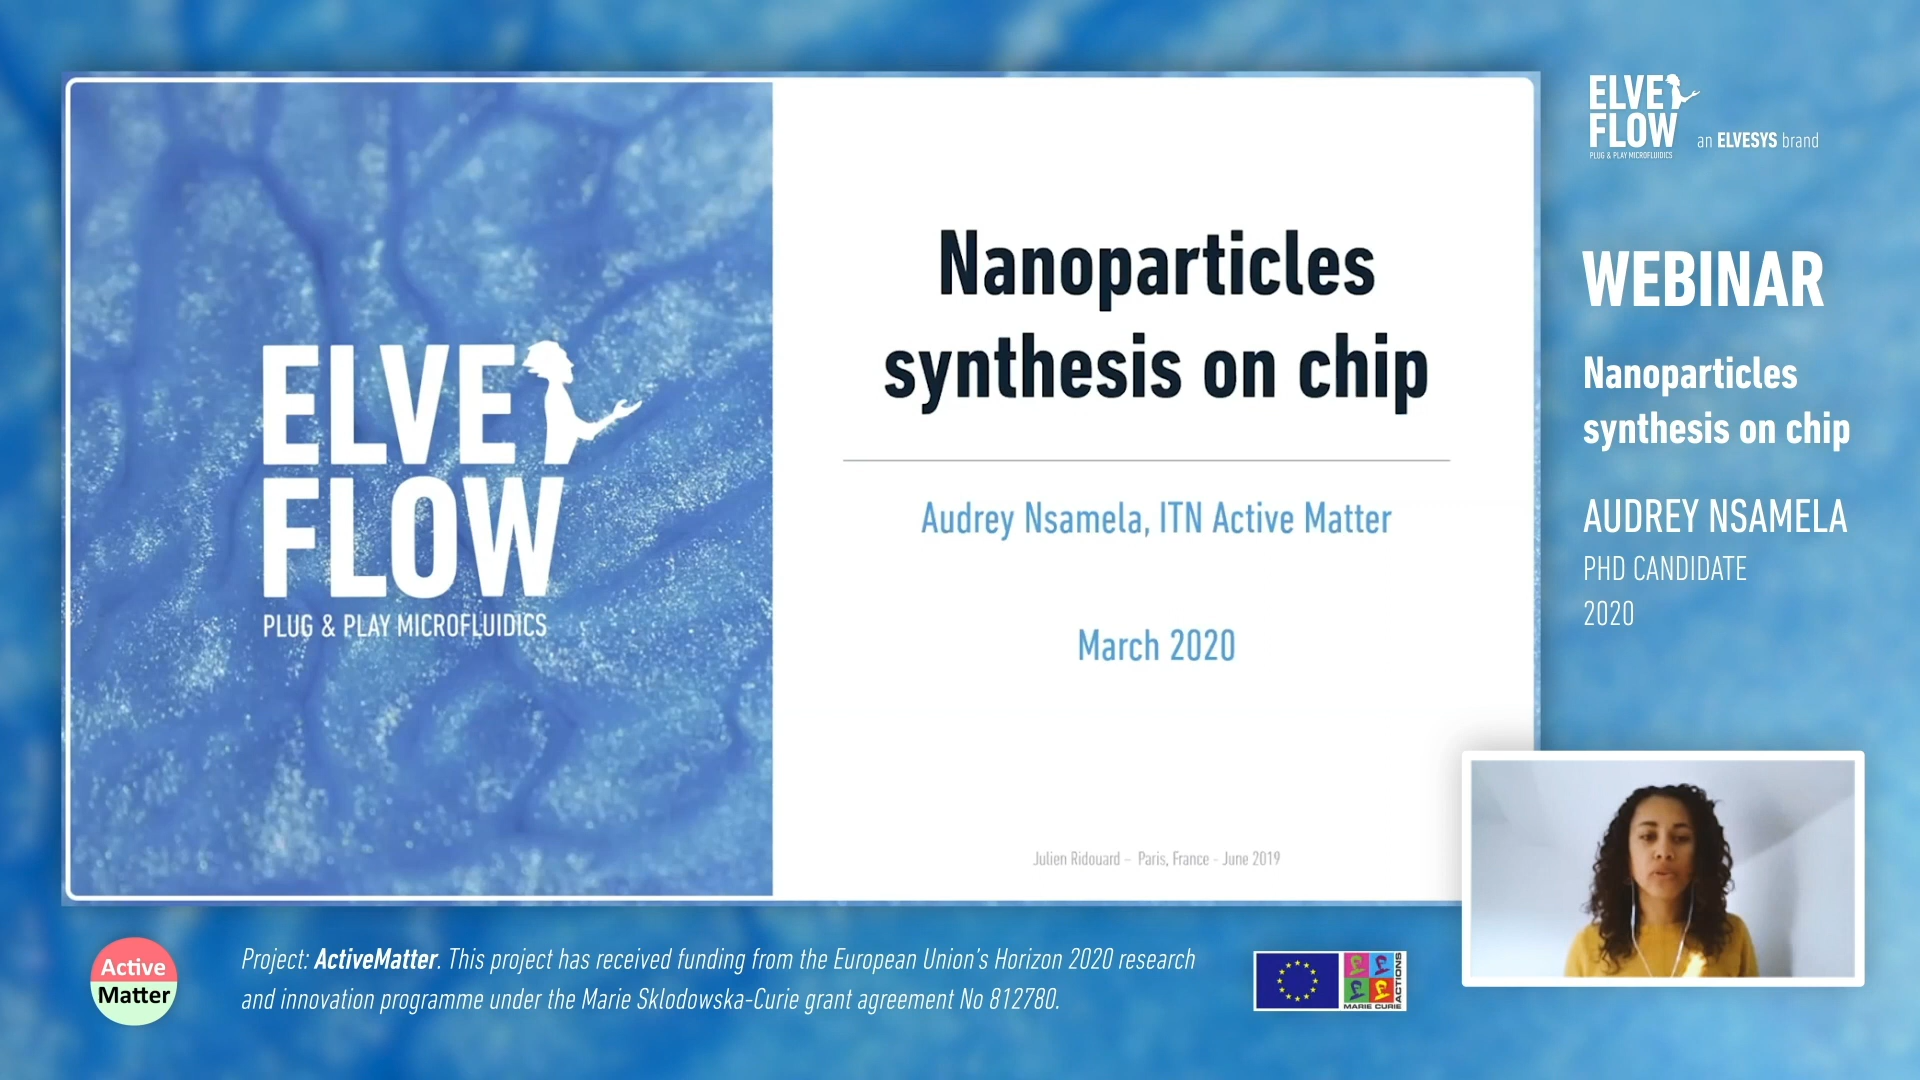 ELVE
FLOW
PLUG & PLAY MICROFLUIDICS
Nanoparticles
synthesis on chip
Audrey Nsamela, ITN Active Matter
March 2020
Julien Ridouard – Paris, France - June 2019
ELVE
FLOW
PLUG & PLAY MICROFLUIDICS
an ELVESYS brand
WEBINAR
Nanoparticles
synthesis on chip
AUDREY NSAMELA
PHD CANDIDATE
2020
Active
Matter
Project: ActiveMatter. This project has received funding from the European Union's Horizon 2020 research
and innovation programme under the Marie Sklodowska-Curie grant agreement No 812780.
MARIE CURIE
ACTIONS